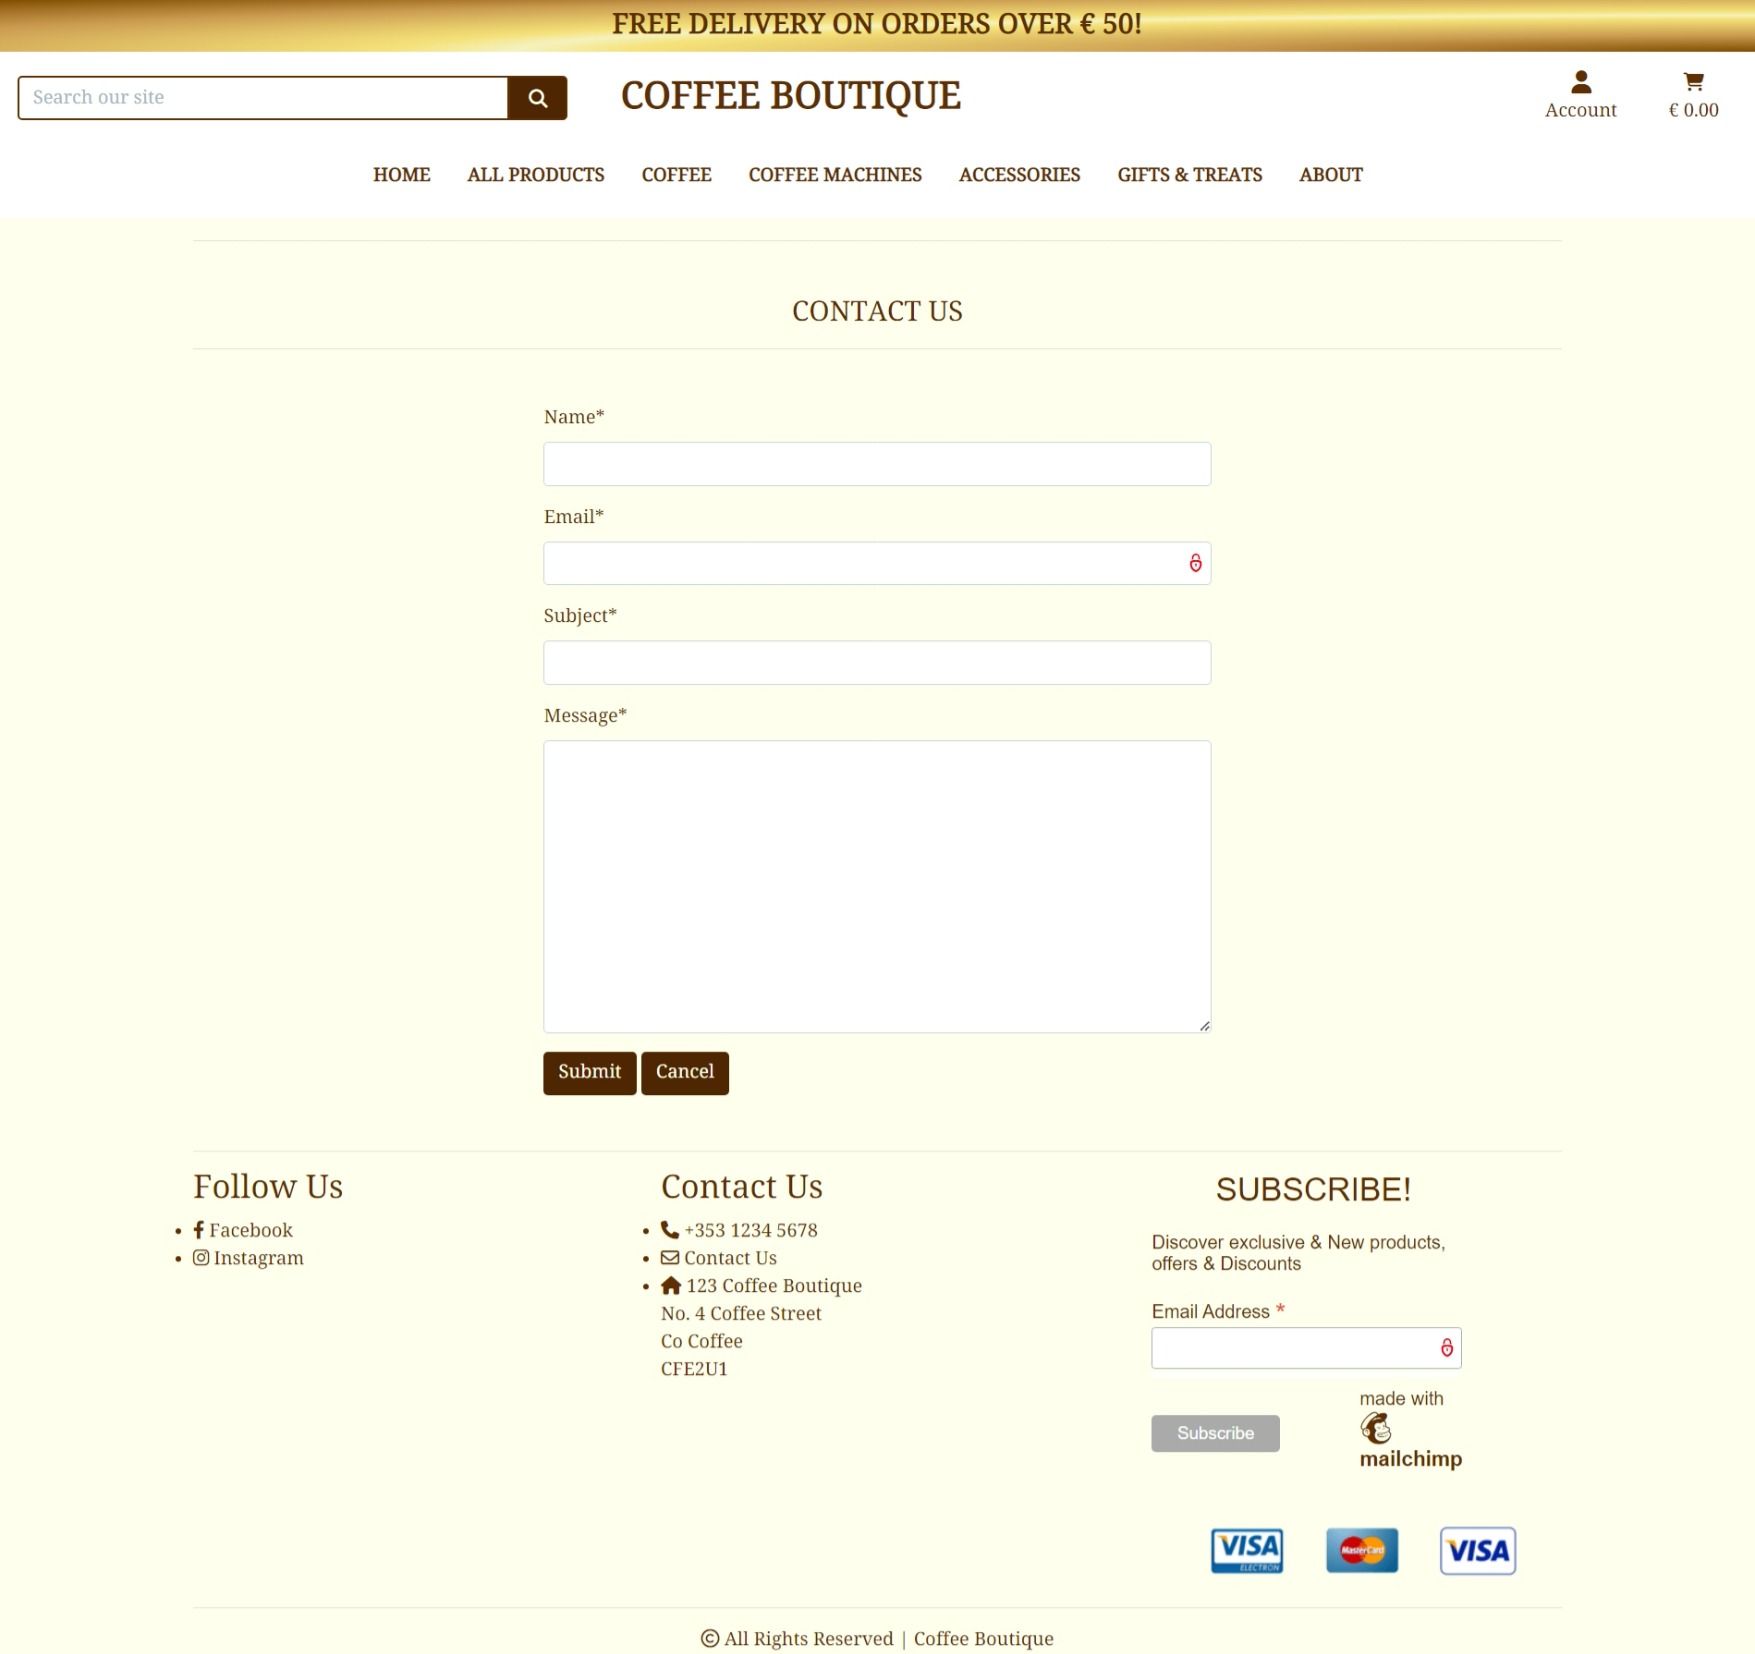 FREE DELIVERY ON ORDERS OVER € 50!
Search our site
COFFEE BOUTIQUE
Account
€ 0.00
HOME ALL PRODUCTS COFFEE COFFEE MACHINES ACCESSORIES GIFTS & TREATS ABOUT
CONTACT US
Name*
Email*
Subject*
Message*
Submit Cancel
Follow Us
Facebook
Instagram
Contact Us
+353 1234 5678
Contact Us
123 Coffee Boutique
No. 4 Coffee Street
Co Coffee
CFE2U1
SUBSCRIBE!
Discover exclusive & New products,
offers & Discounts
Email Address *
Subscribe
made with
mailchimp
VISA
ELECTRON
MasterCard
VISA
© All Rights Reserved | Coffee Boutique